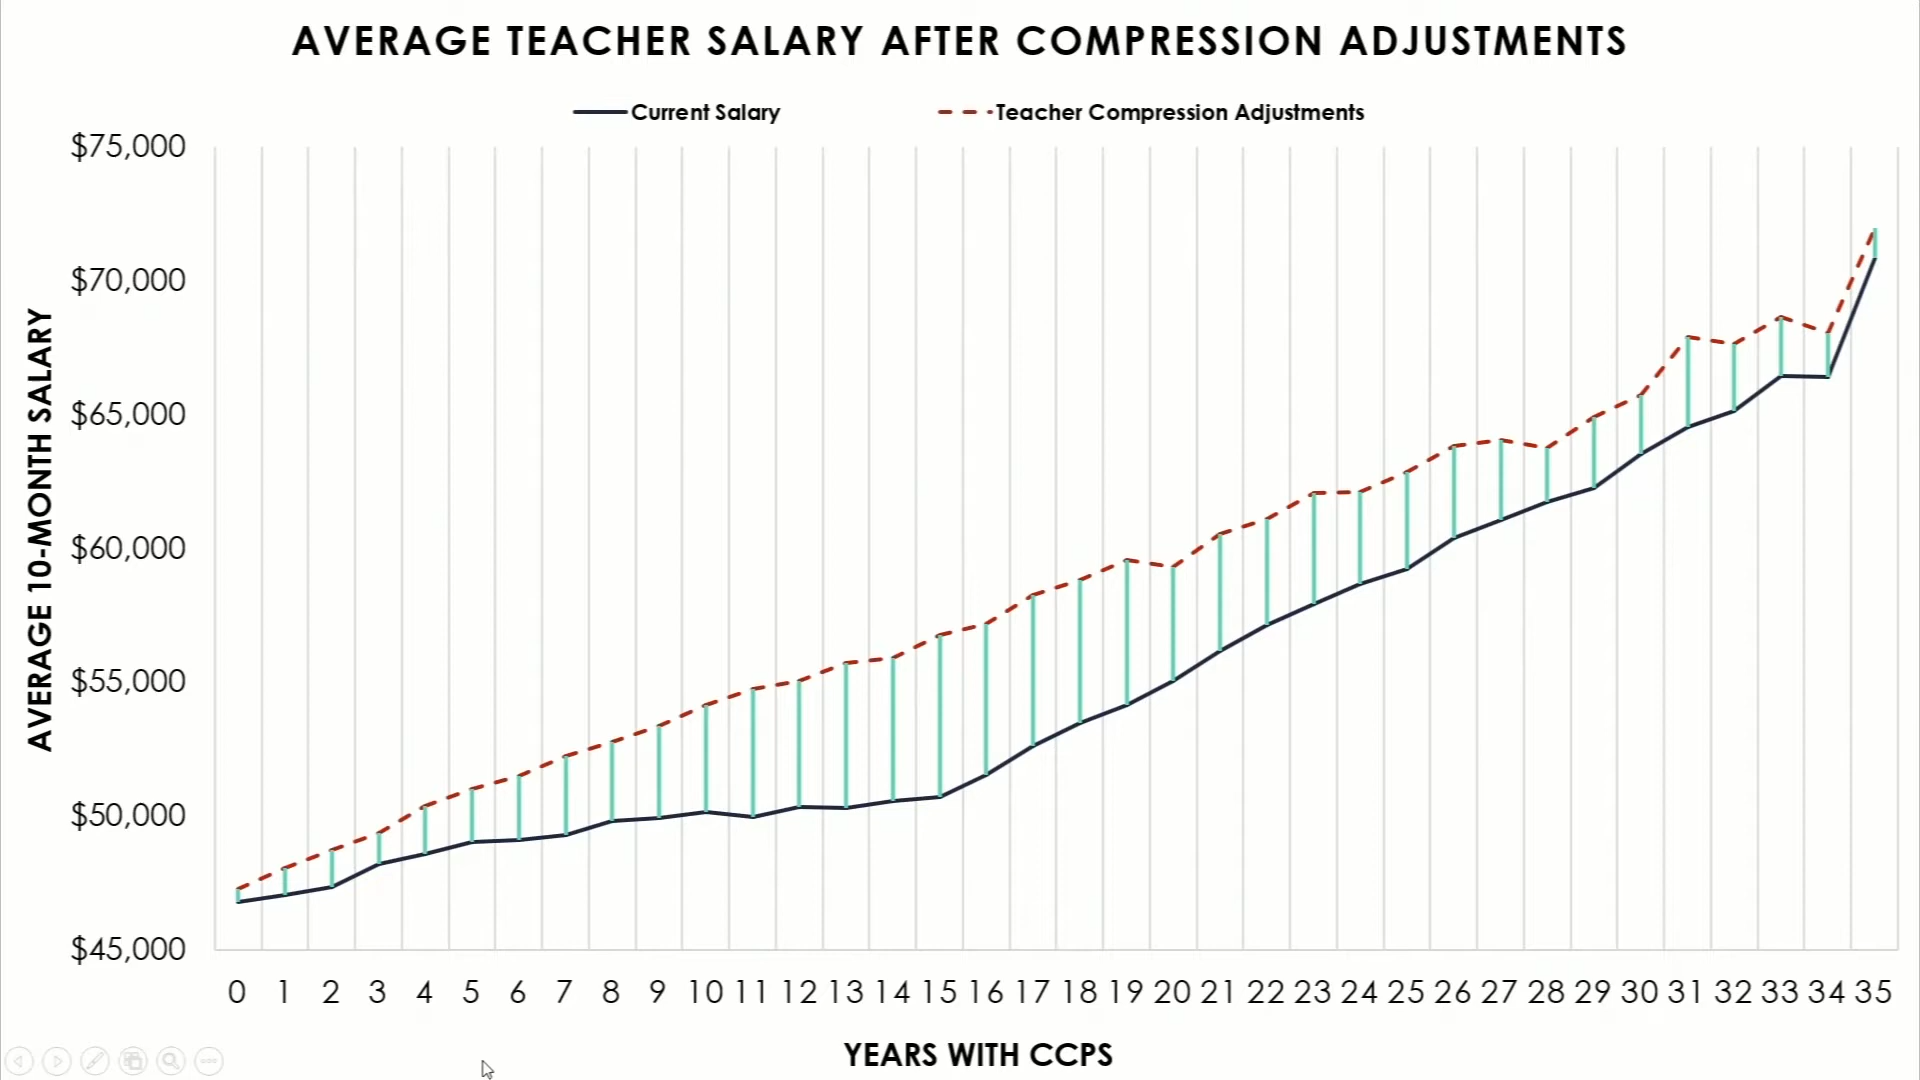 AVERAGE TEACHER SALARY AFTER COMPRESSION ADJUSTMENTS
Current Salary
Teacher Compression Adjustments
AVERAGE 10-MONTH SALARY
$75,000
$70,000
$65,000
$60,000
$55,000
$50,000
$45,000
0 1 2 3 4 5 6 7 8 9 10 11 12 13 14 15 16 17 18 19 20 21 22 23 24 25 26 27 28 29 30 31 32 33 34 35
YEARS WITH CCPS